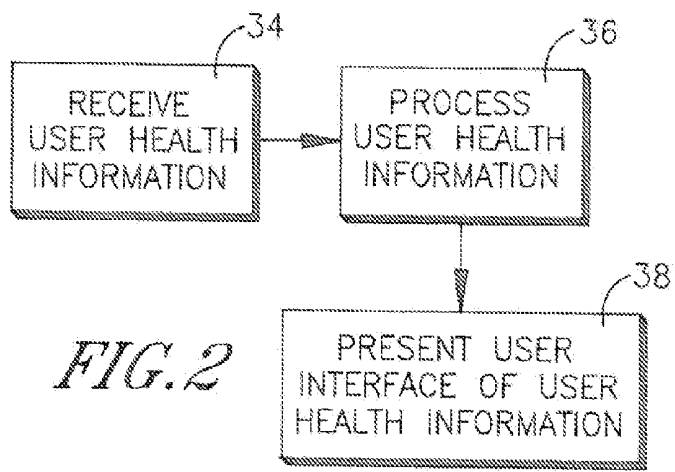 34
RECEIVE
USER HEALTH
INFORMATION
36
PROCESS
USER HEALTH
INFORMATION
38
PRESENT USER
INTERFACE OF USER
HEALTH INFORMATION
FIG.2